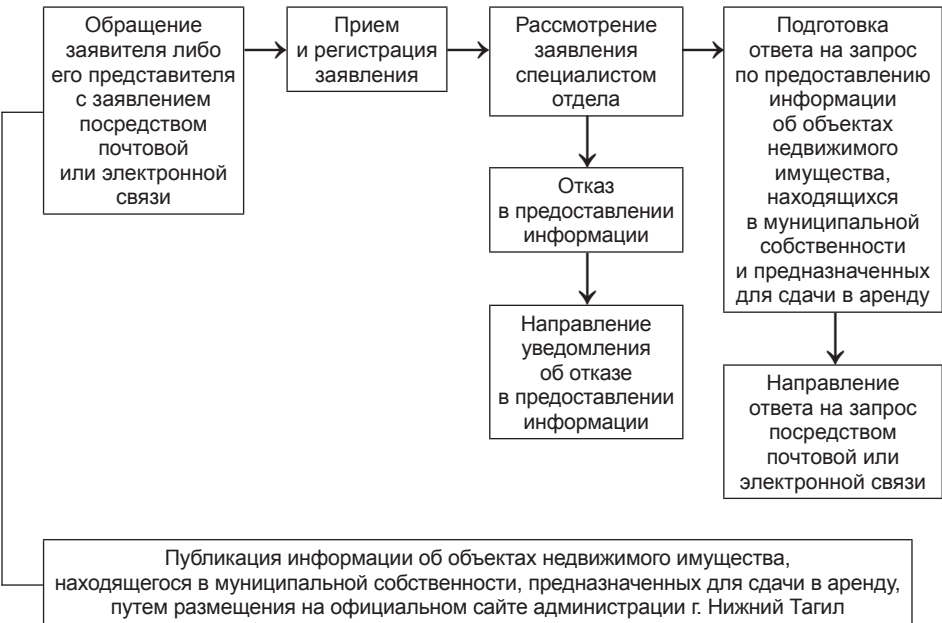 Обращение
заявителя либо
его представителя
с заявлением
посредством
почтовой
или электронной
связи
Прием
и регистрация
заявления
Рассмотрение
заявления
специалистом
отдела
Подготовка
ответа на запрос
по предоставлению
информации
об объектах
недвижимого
имущества,
находящихся
в муниципальной
собственности
и предназначенных
для сдачи в аренду
Отказ
в предоставлении
информации
Направление
уведомления
об отказе
в предоставлении
информации
Направление
ответа на запрос
посредством
почтовой или
электронной связи
Публикация информации об объектах недвижимого имущества,
находящегося в муниципальной собственности, предназначенных для сдачи в аренду,
путем размещения на официальном сайте администрации г. Нижний Тагил